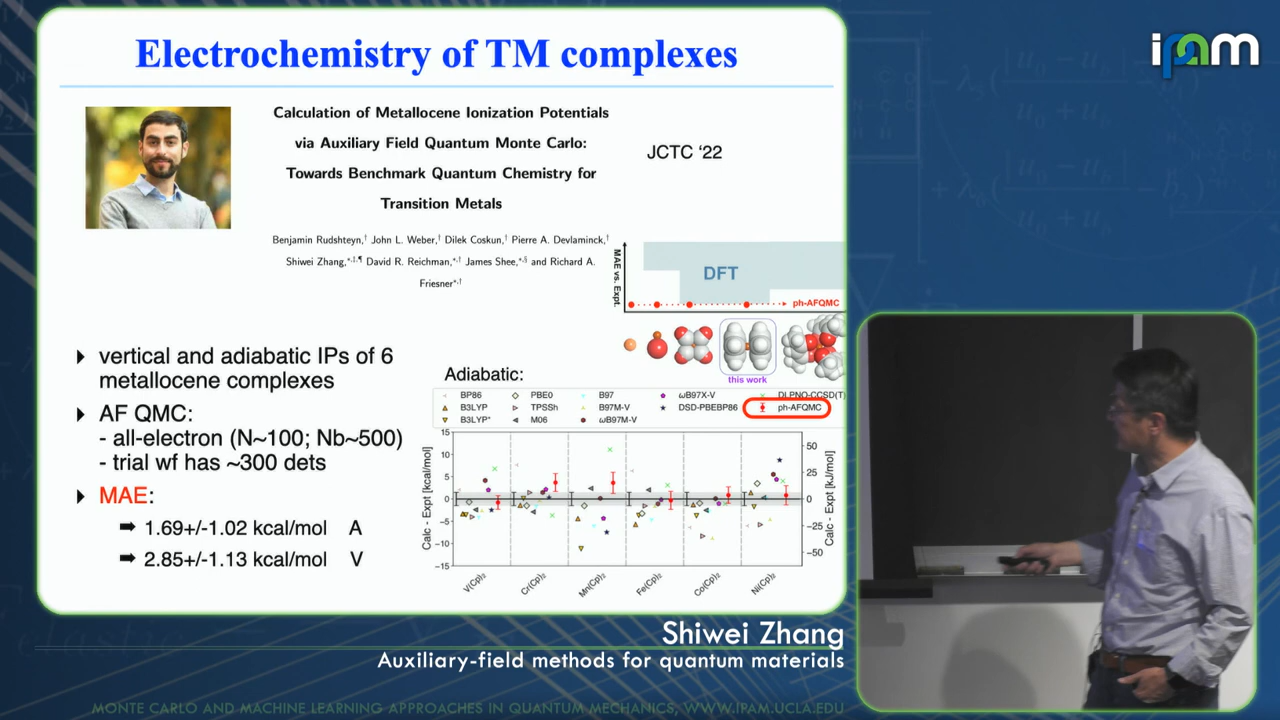 Electrochemistry of TM complexes
ipam
Calculation of Metallocene Ionization Potentials
via Auxiliary Field Quantum Monte Carlo:
Towards Benchmark Quantum Chemistry for
Transition Metals
JCTC ‘22
Benjamin Rudshteyn,† John L. Weber,† Dilek Coskun,† Pierre A. Devlaminck,†
Shiwei Zhang,*,‡,¶ David R. Reichman,*,† James Shee,*,§ and Richard A.
Friesner*,†
MAE vs. Expt.
DFT
ph-AFQMC
this work
vertical and adiabatic IPs of 6
metallocene complexes
AF QMC:
- all-electron (N~100; Nb~500)
- trial wf has ~300 dets
MAE:
➡ 1.69+/-1.02 kcal/mol A
➡ 2.85+/-1.13 kcal/mol V
Adiabatic:
BP86 PBE0 B97 ωB97X-V DLPNO-CCSD(T)
B3LYP TPSSh B97M-V DSD-PBEBP86 ph-AFQMC
B3LYP* M06 ωB97M-V
Calc - Expt [kcal/mol]
15
10
5
0
−5
−10
−15
50
25
0
−25
−50
Calc - Expt [kJ/mol]
V(Cp)2 Cr(Cp)2 Mn(Cp)2 Fe(Cp)2 Co(Cp)2 Ni(Cp)2
Shiwei Zhang
Auxiliary-field methods for quantum materials
MONTE CARLO AND MACHINE LEARNING APPROACHES IN QUANTUM MECHANICS, WWW.IPAM.UCLA.EDU